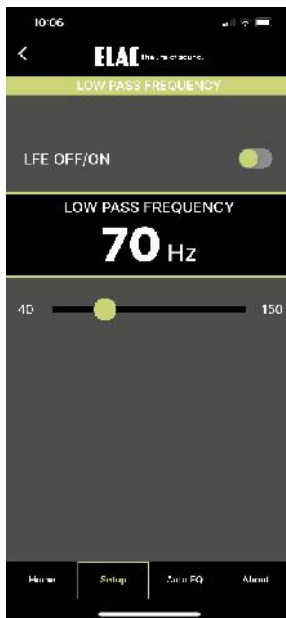 10:06
ELAC
LOW PASS FREQUENCY
LFE OFF/ON
LOW PASS FREQUENCY
70 Hz
40 150
Home Setup Auto EQ About